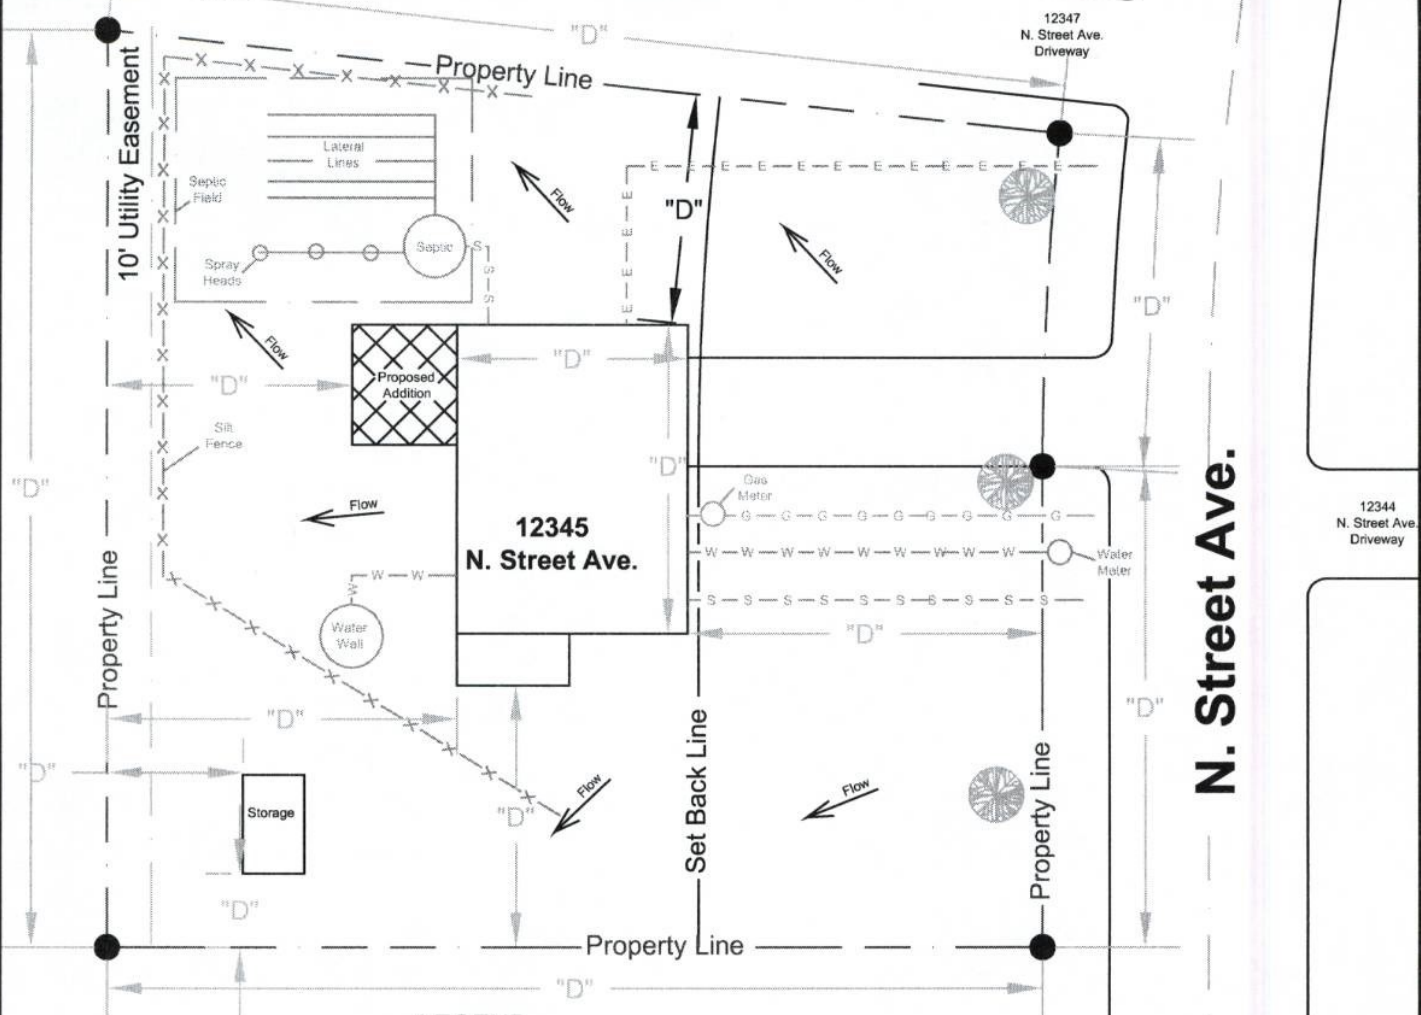 12347
N. Street Ave.
Driveway
"D"
Property Line
10' Utility Easement
Lateral
Lines
Septic
Field
Septic
S
S
S
Spray
Heads
Flow
E E E E E E E E E E E E
E
E
E
E
"D"
Flow
"D"
Flow
"D"
Proposed
Addition
"D"
Silt
Fence
"D"
"D"
Gas
Meter
Flow
G G G G G G G G G
12345
N. Street Ave.
W W W W W W W W W
Water
Meter
W W
W
S S S S S S S S S S
Water
Wall
"D"
Property Line
"D"
"D"
"D"
Set Back Line
Property Line
N. Street Ave.
12344
N. Street Ave.
Driveway
Storage
"D"
Flow
Flow
"D"
Property Line
"D"
X X X X X X X
X X X X X X X X X X X
X X X X X X X X X X